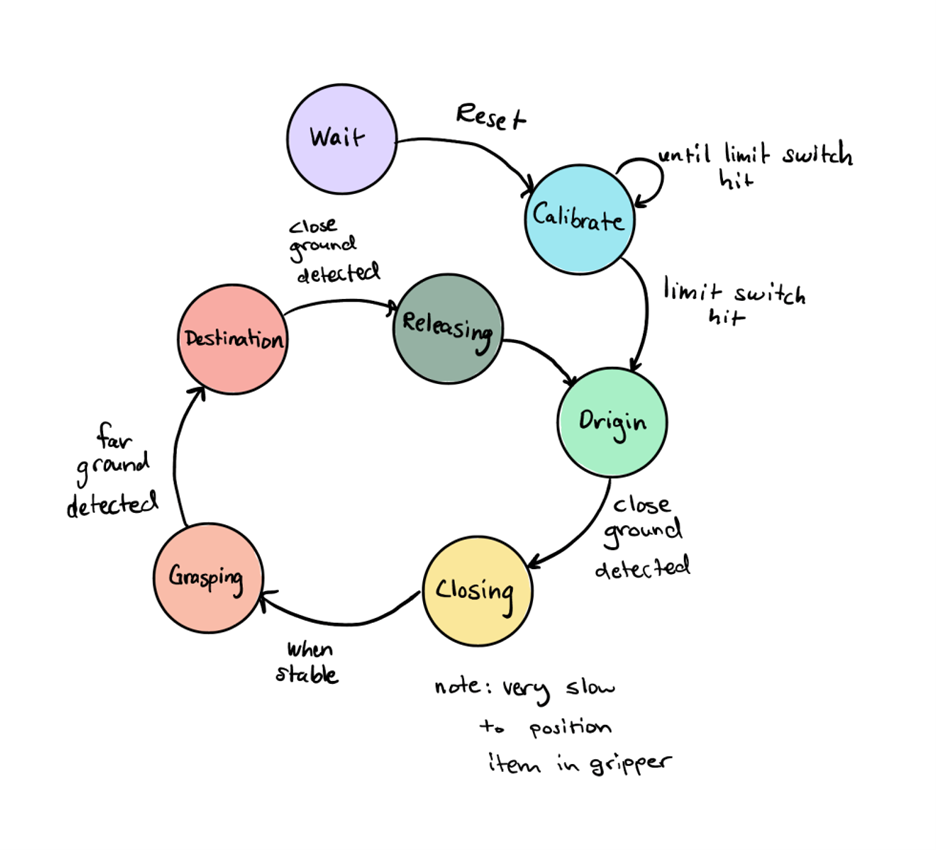 Wait
Reset
until limit switch
hit
Calibrate
close
ground
detected
limit switch
hit
Destination
Releasing
Origin
far
ground
detected
close
ground
detected
Grasping
Closing
when
stable
note: very slow
to position
item in gripper